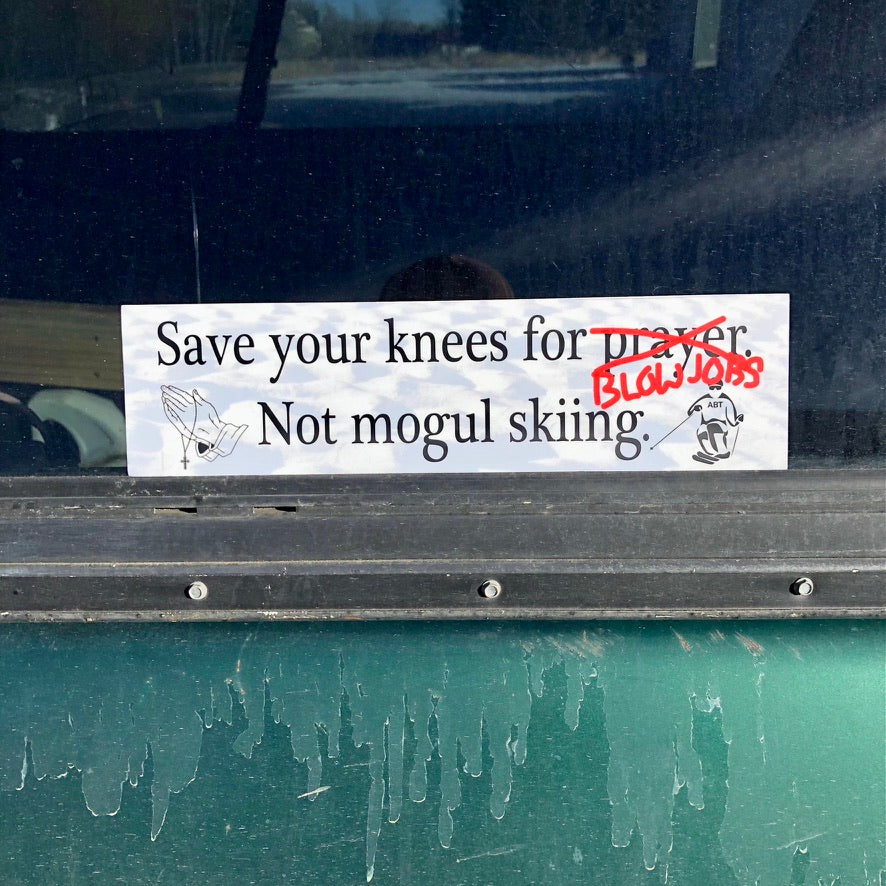 Save your knees for prayer.
BLOWJOBS
Not mogul skiing.
ABT